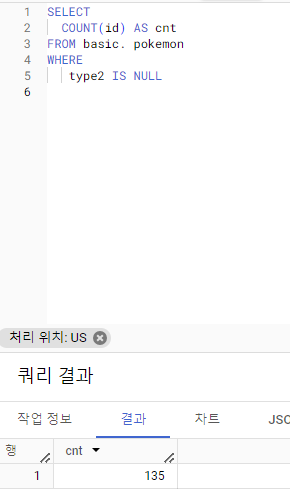 1 SELECT
2 COUNT(id) AS cnt
3 FROM basic. pokemon
4 WHERE
5 type2 IS NULL
6
처리 위치: US
쿼리 결과
작업 정보 결과 차트 JSO
행 cnt
1 135